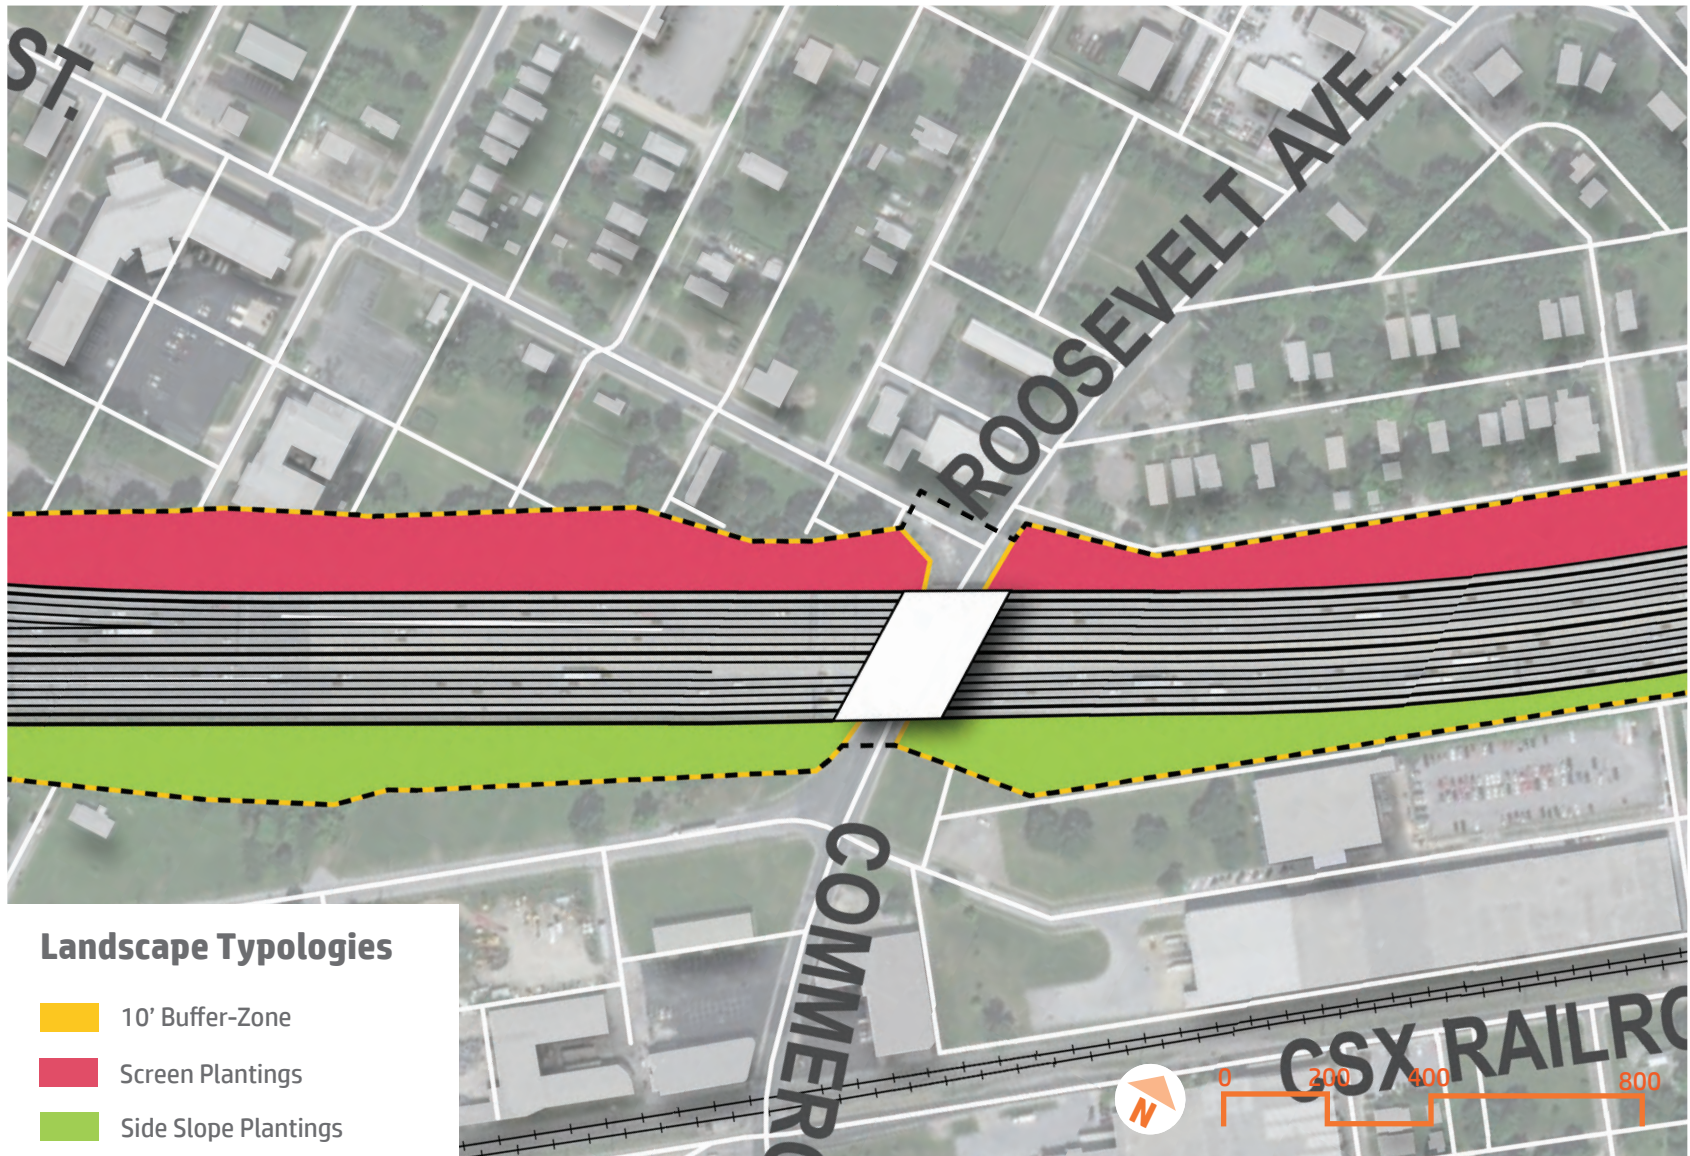 ST.
ROOSEVELT AVE.
COMMERC
CSX RAILRO
Landscape Typologies
10’ Buffer-Zone
Screen Plantings
Side Slope Plantings
N
0 200 400 800